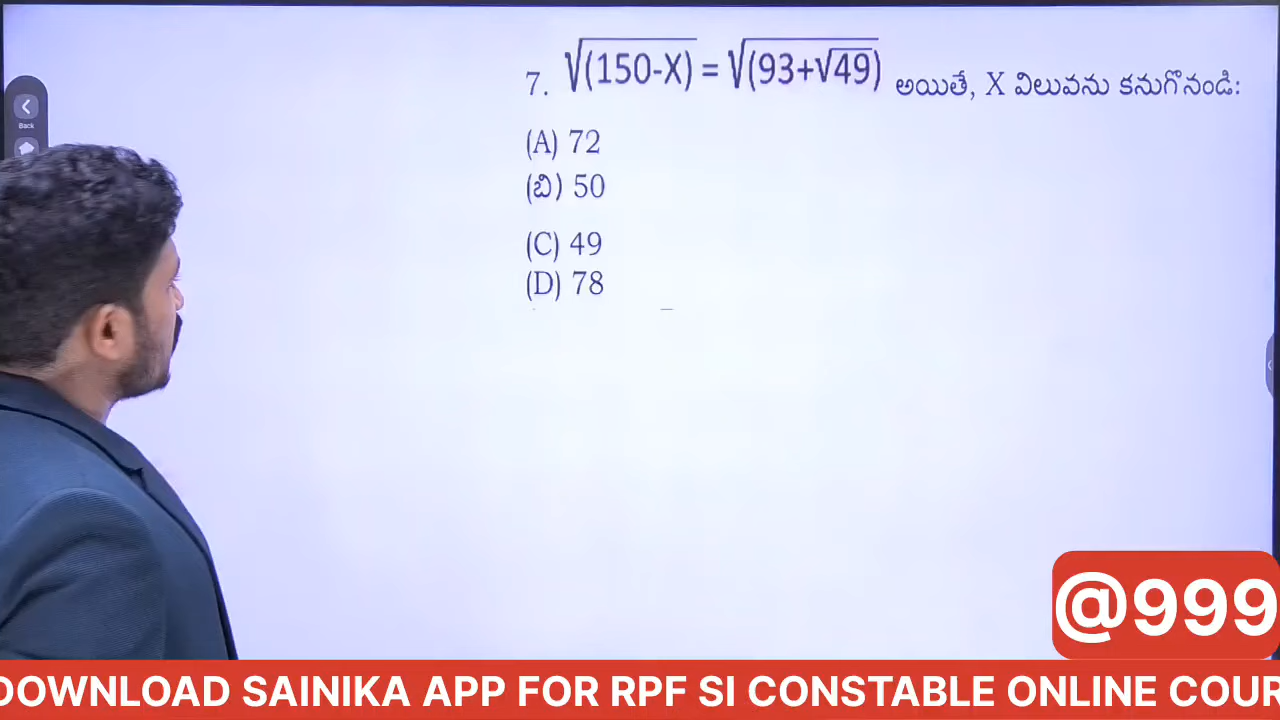 7. √(150-X) = √(93+√49) అయితే, X విలువను కనుగొనండి:
(A) 72
(బి) 50
(C) 49
(D) 78
Back
@999
DOWNLOAD SAINIKA APP FOR RPF SI CONSTABLE ONLINE COUR